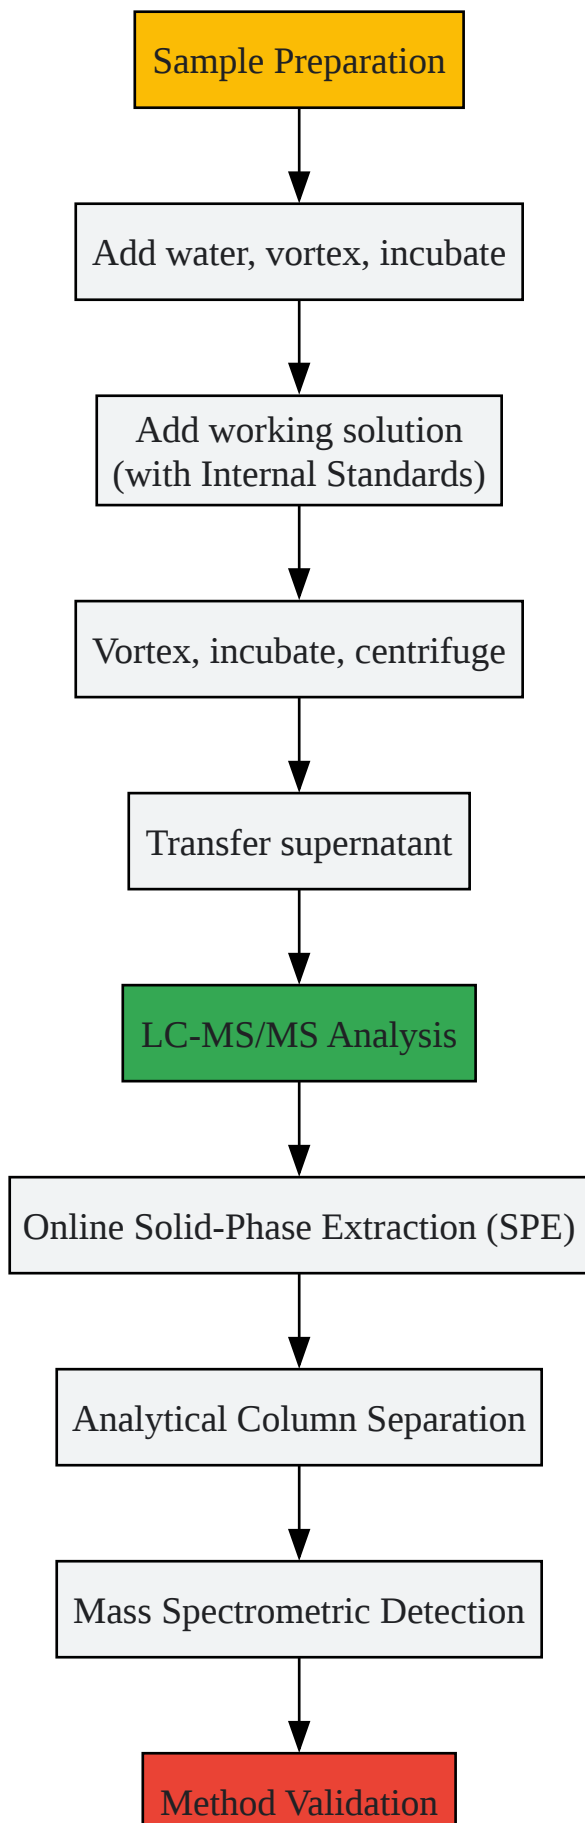 Sample Preparation
Add water, vortex, incubate
Add working solution
(with Internal Standards)
Vortex, incubate, centrifuge
Transfer supernatant
LC-MS/MS Analysis
Online Solid-Phase Extraction (SPE)
Analytical Column Separation
Mass Spectrometric Detection
Method Validation